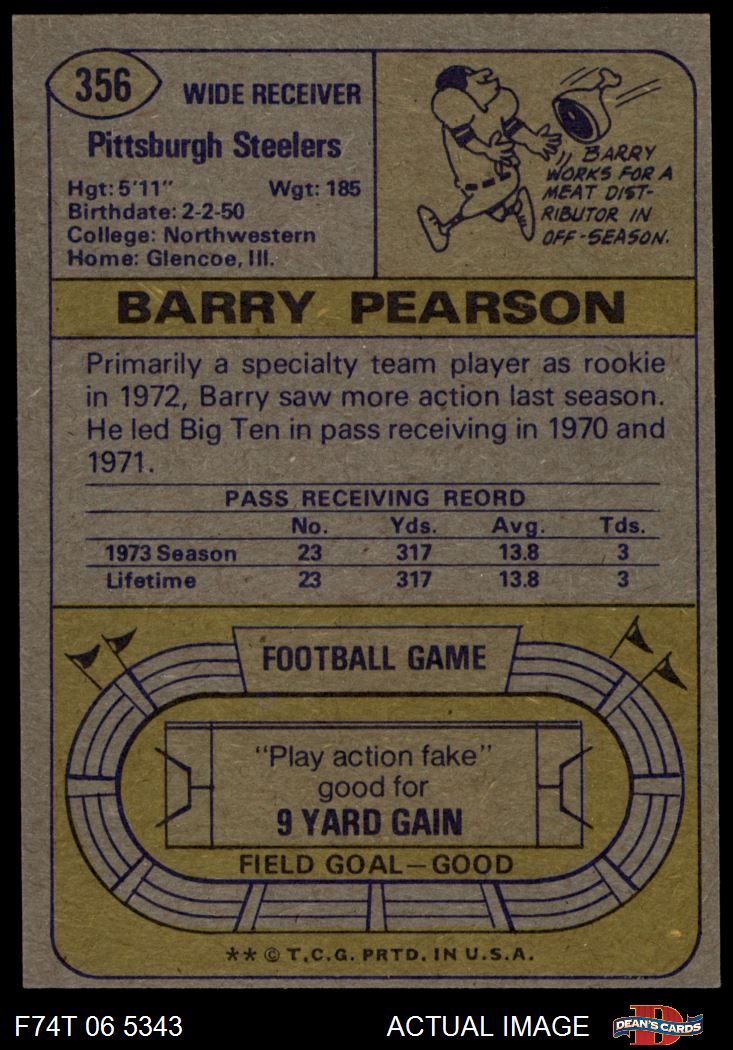 356
WIDE RECEIVER
Pittsburgh Steelers
Hgt: 5'11" Wgt: 185
Birthdate: 2-2-50
College: Northwestern
Home: Glencoe, Ill.
BARRY
WORKS FOR A
MEAT DIST-
RIBUTOR IN
OFF-SEASON.
BARRY PEARSON
Primarily a specialty team player as rookie
in 1972, Barry saw more action last season.
He led Big Ten in pass receiving in 1970 and
1971.
PASS RECEIVING REORD
No. Yds. Avg. Tds.
1973 Season 23 317 13.8 3
Lifetime 23 317 13.8 3
FOOTBALL GAME
"Play action fake"
good for
9 YARD GAIN
FIELD GOAL—GOOD
** © T.C.G. PRTD. IN U.S.A.
F74T 06 5343 ACTUAL IMAGE
D
DEAN'S CARDS